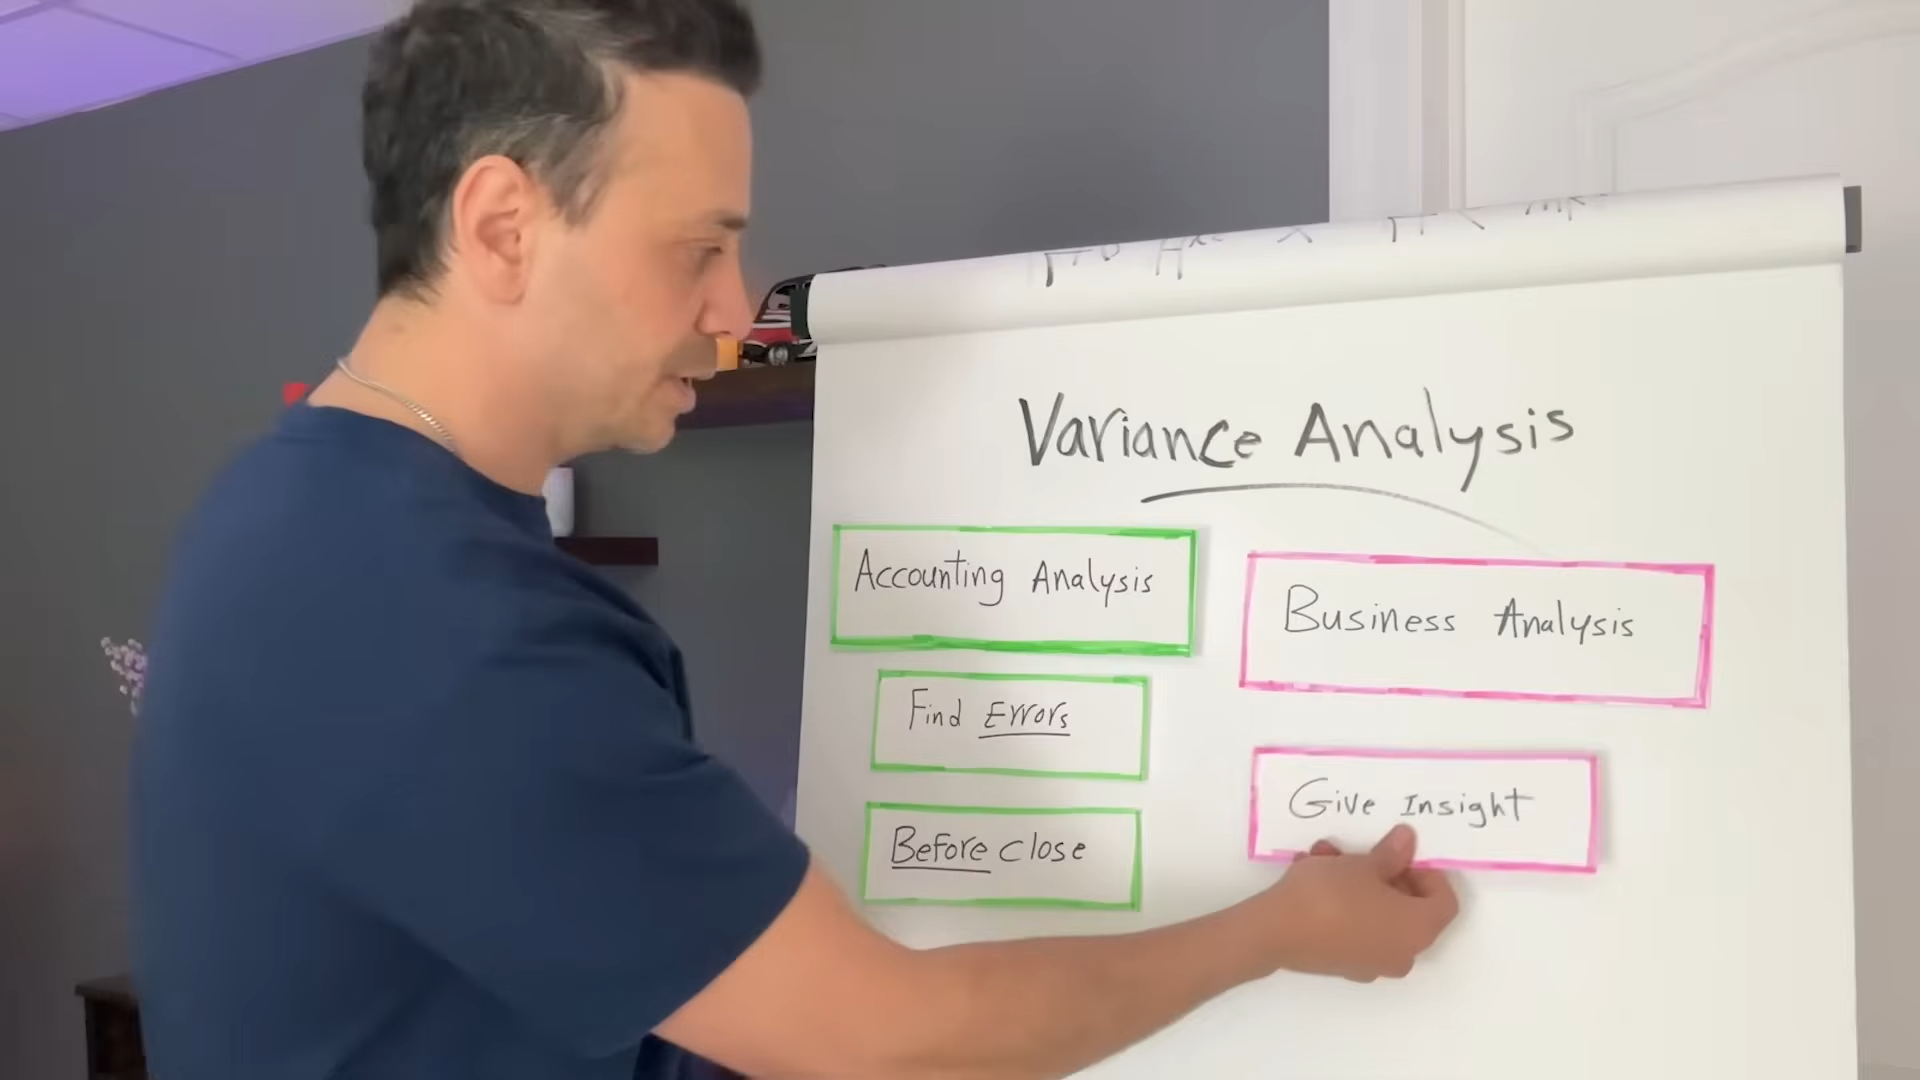 Variance Analysis
Accounting Analysis
Find Errors
Before close
Business Analysis
Give Insight